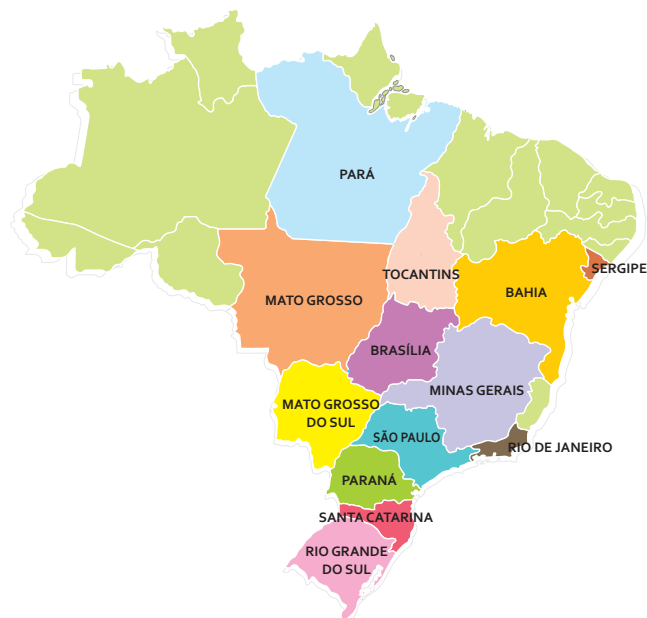 PARÁ
TOCANTINS
SERGIPE
MATO GROSSO
BAHIA
BRASÍLIA
MINAS GERAIS
MATO GROSSO
DO SUL
SÃO PAULO
RIO DE JANEIRO
PARANÁ
SANTA CATARINA
RIO GRANDE
DO SUL